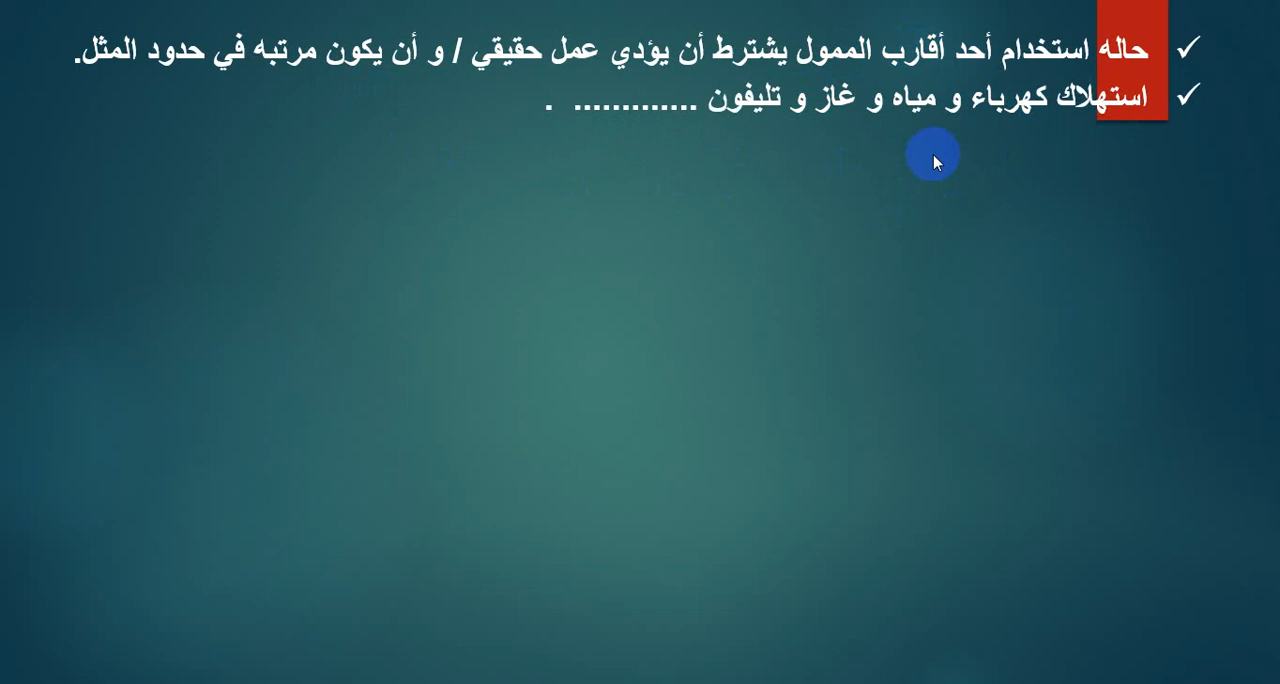 ✓ حاله استخدام أحد أقارب الممول يشترط أن يؤدي عمل حقيقي / و أن يكون مرتبه في حدود المثل.
✓ استهلاك كهرباء و مياه و غاز و تليفون ............. .